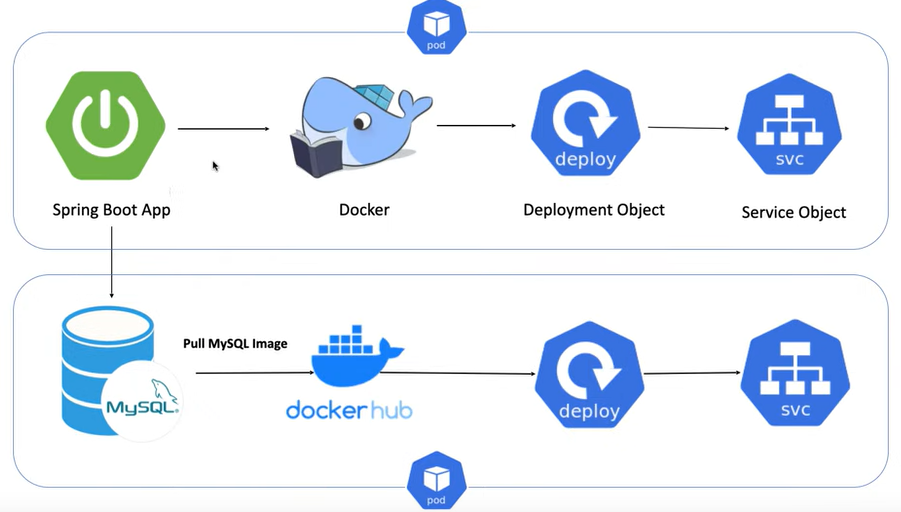 pod
deploy
svc
Spring Boot App
Docker
Deployment Object
Service Object
Pull MySQL Image
MySQL®
dockerhub
deploy
svc
pod